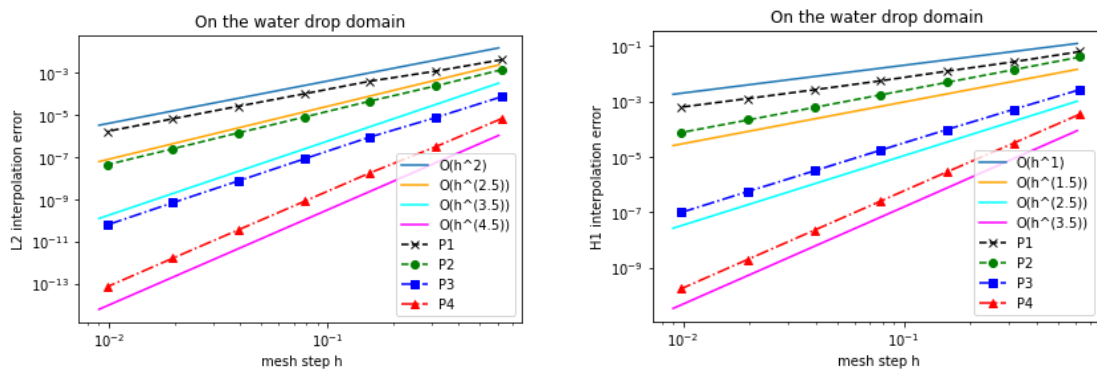 On the water drop domain
L2 interpolation error
10^-3
10^-5
10^-7
10^-9
10^-11
10^-13
O(h^2)
O(h^(2.5))
O(h^(3.5))
O(h^(4.5))
P1
P2
P3
P4
10^-2
10^-1
mesh step h
On the water drop domain
H1 interpolation error
10^-1
10^-3
10^-5
10^-7
10^-9
10^-11
O(h^1)
O(h^(1.5))
O(h^(2.5))
O(h^(3.5))
P1
P2
P3
P4
10^-2
10^-1
mesh step h